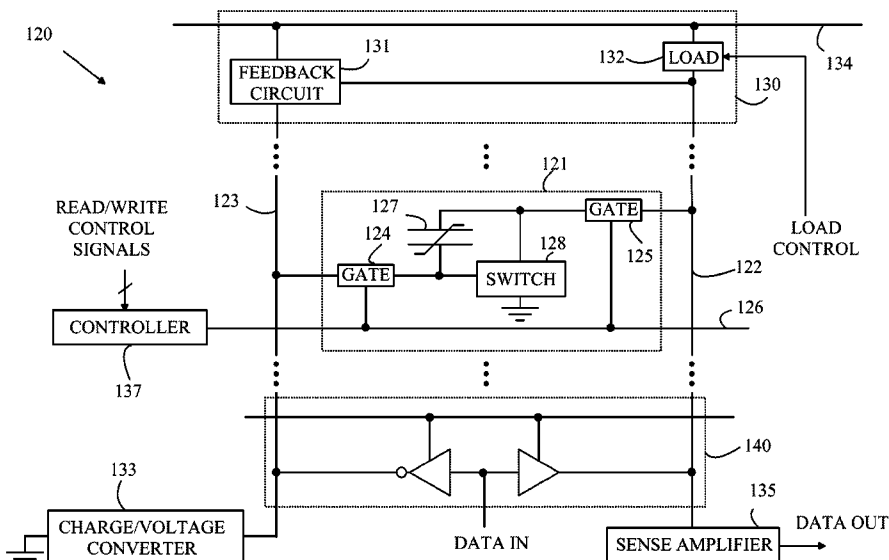 120
131
FEEDBACK
CIRCUIT
132
LOAD
134
130
121
123
127
GATE
125
READ/WRITE
CONTROL
SIGNALS
124
GATE
128
SWITCH
LOAD
CONTROL
122
126
CONTROLLER
137
140
133
CHARGE/VOLTAGE
CONVERTER
DATA IN
135
SENSE AMPLIFIER
DATA OUT